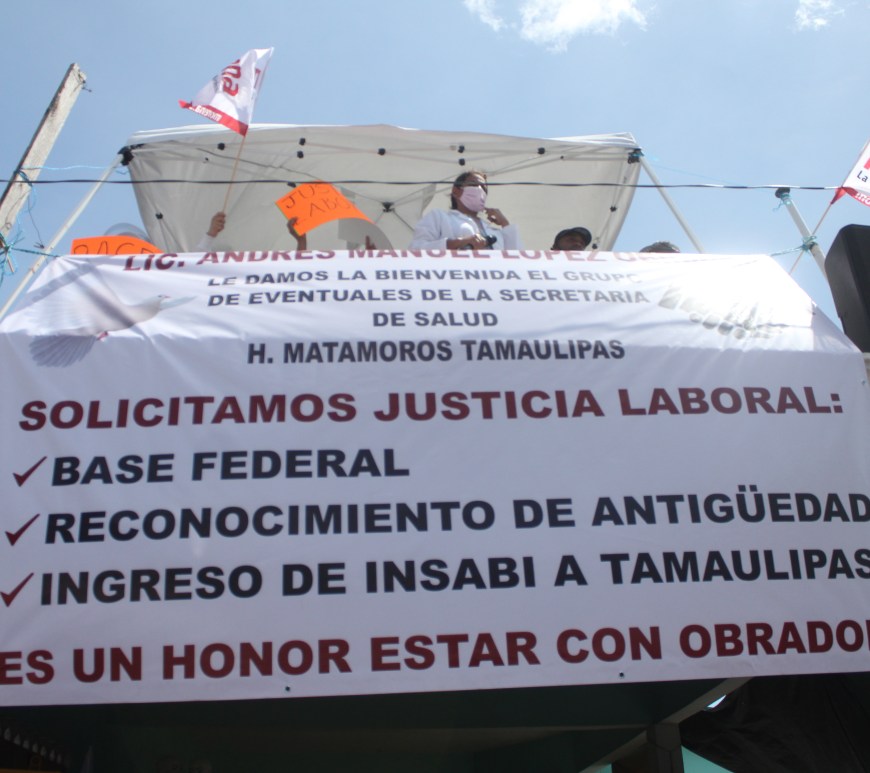 LIC. ANDRES MANUEL LOPEZ
LE DAMOS LA BIENVENIDA EL GRUPO
DE EVENTUALES DE LA SECRETARIA
DE SALUD
H. MATAMOROS TAMAULIPAS
SOLICITAMOS JUSTICIA LABORAL:
BASE FEDERAL
RECONOCIMIENTO DE ANTIGÜEDAD
INGRESO DE INSABI A TAMAULIPAS
ES UN HONOR ESTAR CON OBRADOR